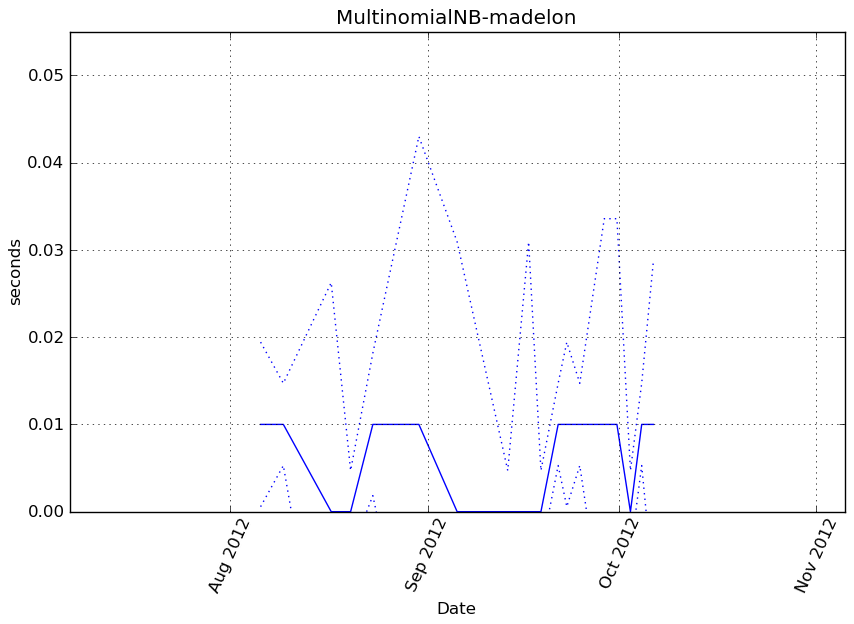 MultinomialNB-madelon
0.05
0.04
0.03
0.02
0.01
0.00
seconds
Aug 2012
Sep 2012
Oct 2012
Nov 2012
Date